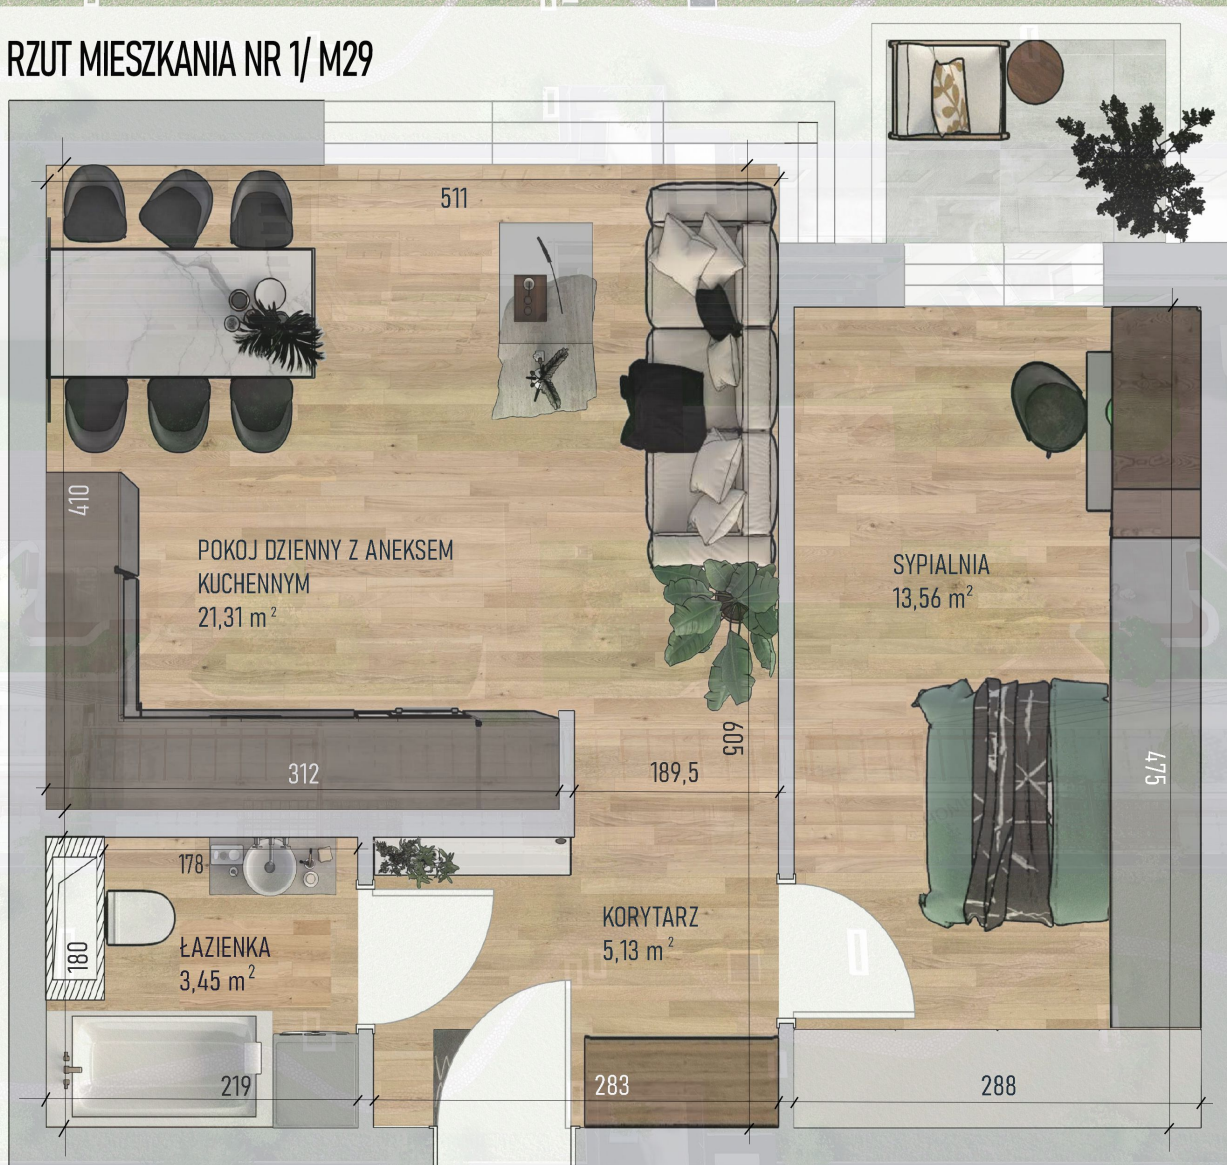 RZUT MIESZKANIA NR 1/ M29
511
410
POKOJ DZIENNY Z ANEKSEM
KUCHENNYM
21,31 m²
SYPIALNIA
13,56 m²
605
475
312
189,5
178
180
ŁAZIENKA
3,45 m²
KORYTARZ
5,13 m²
219
283
288